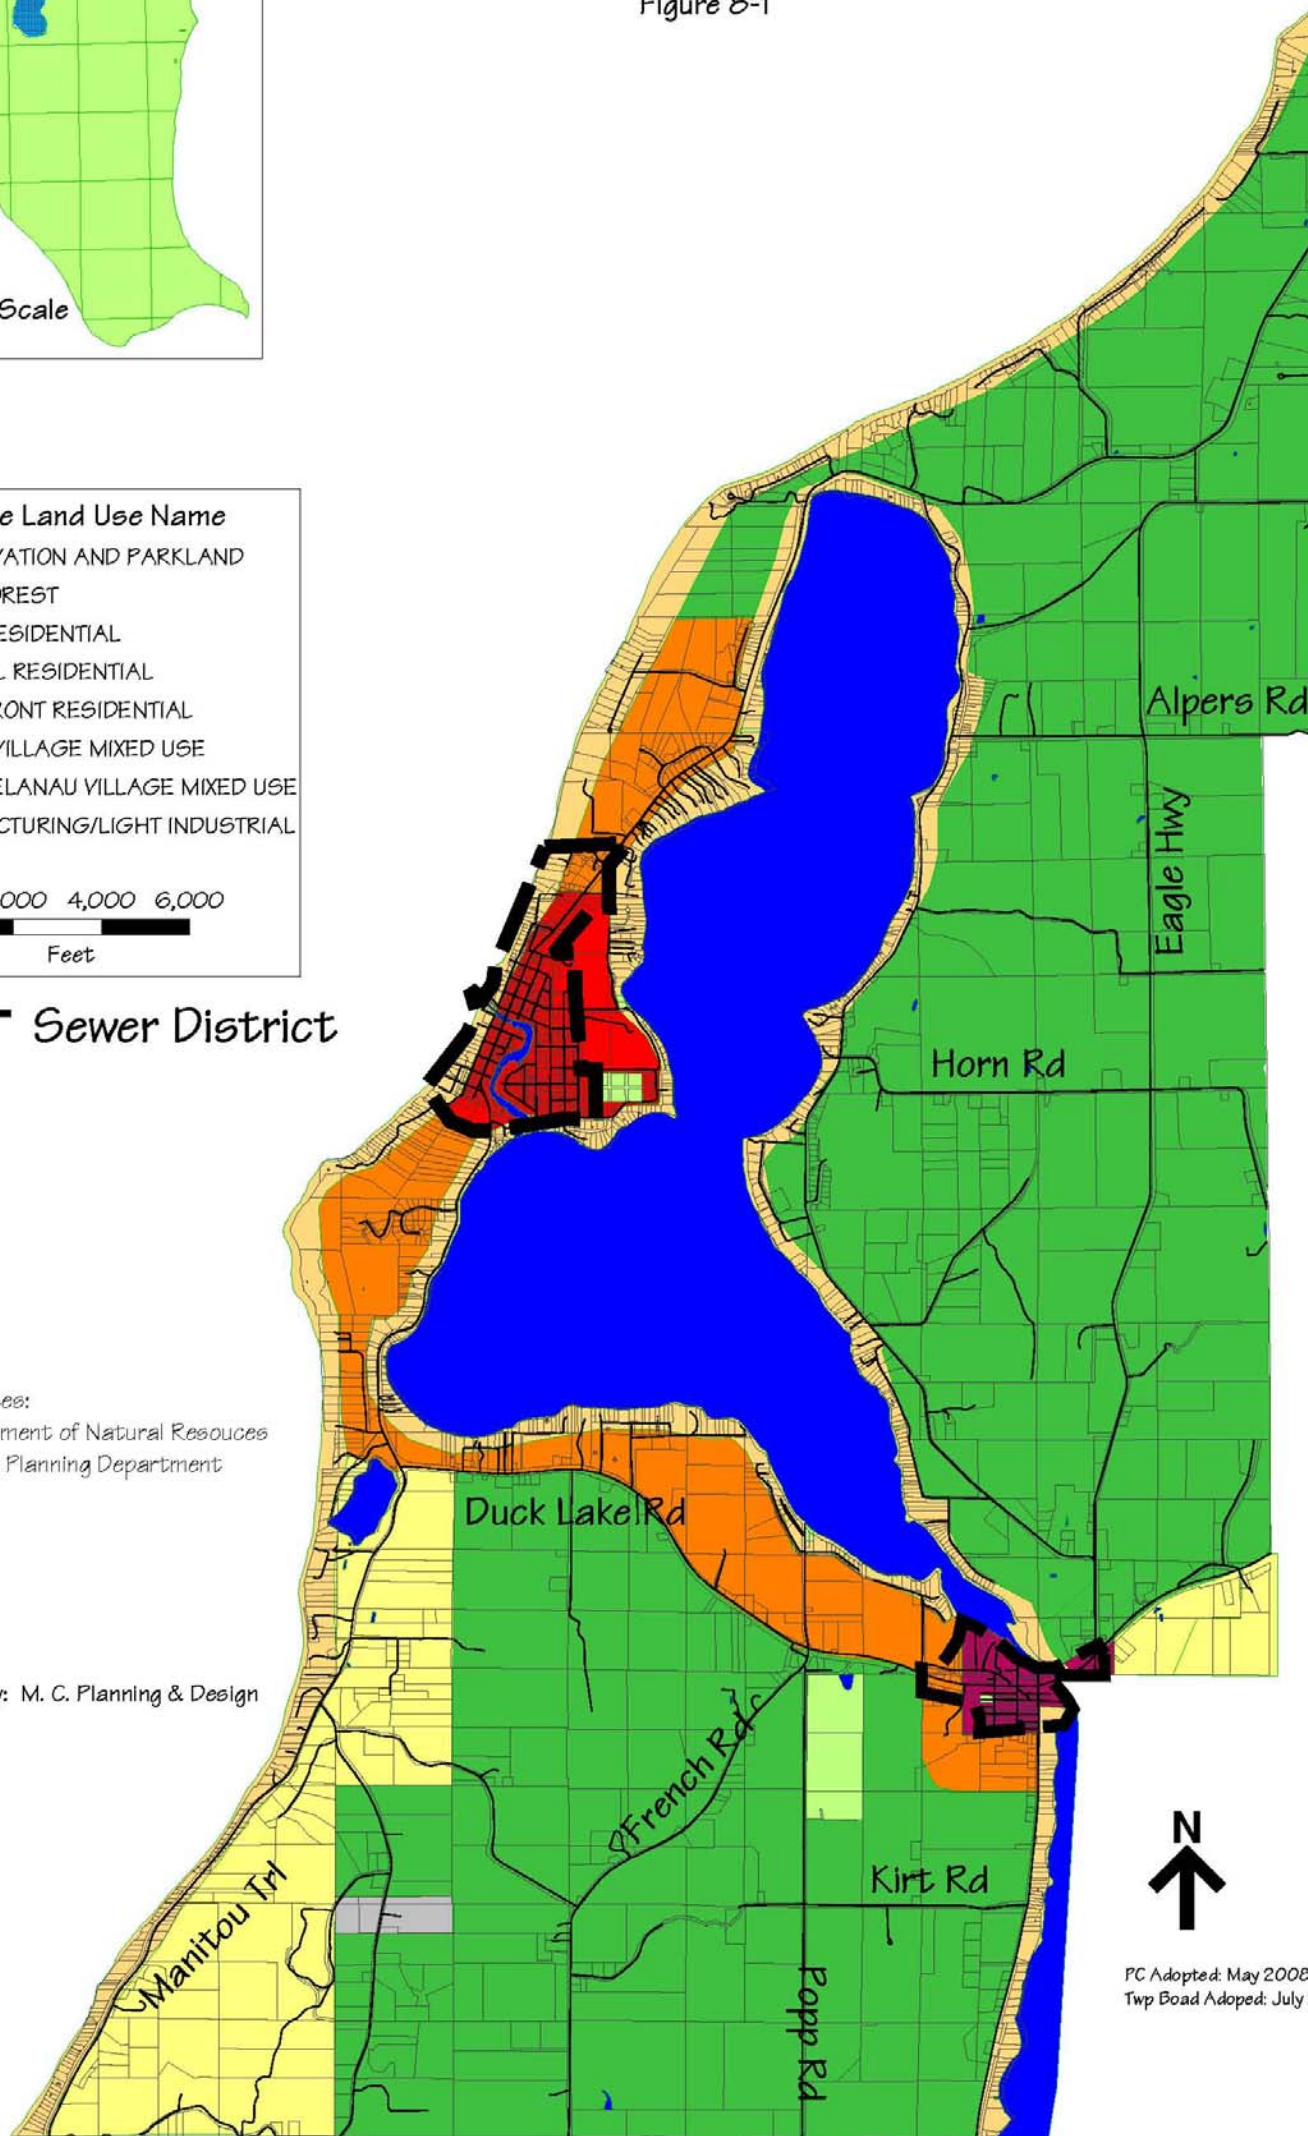 Figure 8-1
Scale
e Land Use Name
VATION AND PARKLAND
OREST
ESIDENTIAL
L RESIDENTIAL
RONT RESIDENTIAL
VILLAGE MIXED USE
ELANAU VILLAGE MIXED USE
CTURING/LIGHT INDUSTRIAL
000 4,000 6,000
Feet
Sewer District
Alpers Rd
Eagle Hwy
Horn Rd
es:
ment of Natural Resouces
Planning Department
Duck Lake Rd
y: M. C. Planning & Design
French Rd
Kirt Rd
Manitou Trl
Popp Rd
N
PC Adopted: May 2008
Twp Boad Adoped: July